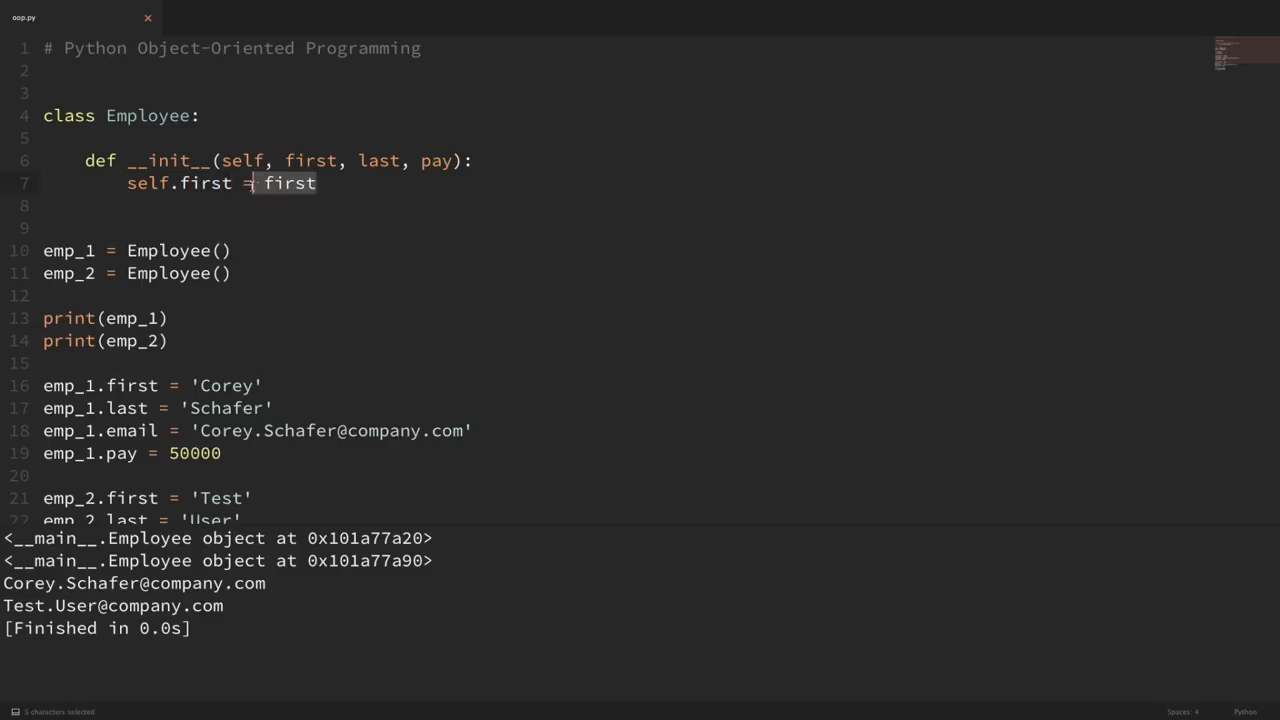 oop.py
1 # Python Object-Oriented Programming
2
3
4 class Employee:
5
6 def __init__(self, first, last, pay):
7 self.first = first
8
9
10 emp_1 = Employee()
11 emp_2 = Employee()
12
13 print(emp_1)
14 print(emp_2)
15
16 emp_1.first = 'Corey'
17 emp_1.last = 'Schafer'
18 emp_1.email = 'Corey.Schafer@company.com'
19 emp_1.pay = 50000
20
21 emp_2.first = 'Test'
22 emp_2.last = 'User'
<__main__.Employee object at 0x101a77a20>
<__main__.Employee object at 0x101a77a90>
Corey.Schafer@company.com
Test.User@company.com
[Finished in 0.0s]
5 characters selected Spaces: 4 Python